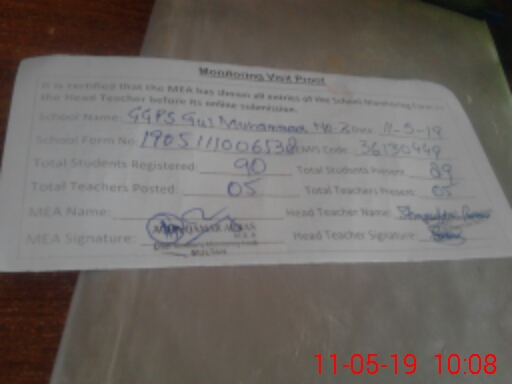 Monitoring Visit Proof
It is certified that the MEA has shown all entries of the School Monitoring Form to
the Head Teacher before its online submission.
School Name: GGPS Gul Muhammad No. 2 Date: 11-5-19
School Form No: 1905111006538 EMIS Code: 36130449
Total Students Registered: 90 Total Students Present: 89
Total Teachers Posted: 05 Total Teachers Present: 05
MEA Name: Head Teacher Name:
MEA Signature: Head Teacher Signature:
MULTAN
11-05-19 10:08